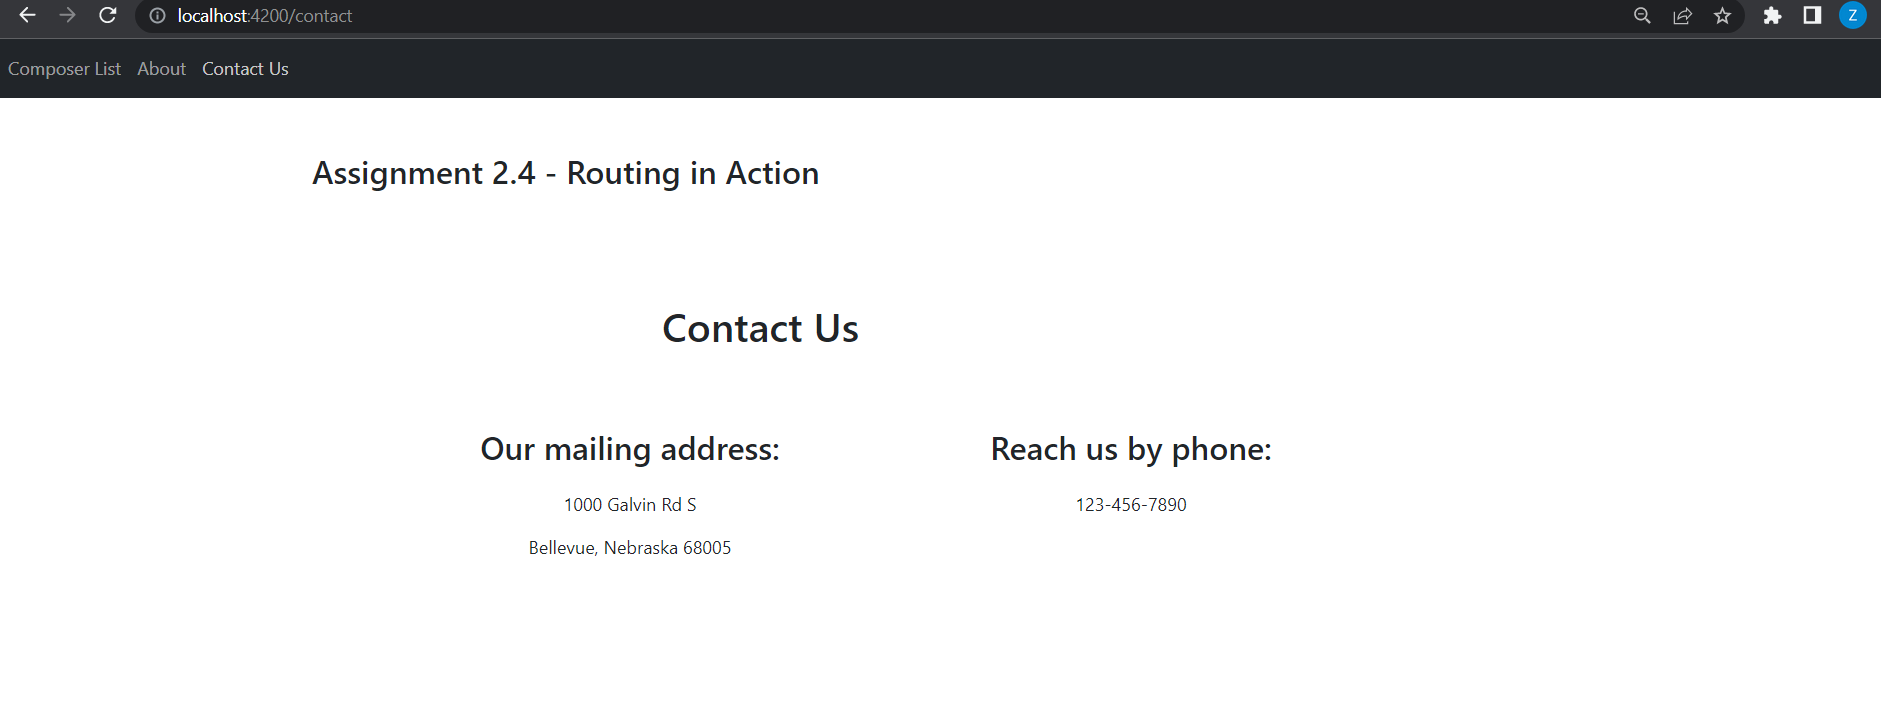 localhost:4200/contact
Z
Composer List About Contact Us
Assignment 2.4 - Routing in Action
Contact Us
Our mailing address:
1000 Galvin Rd S
Bellevue, Nebraska 68005
Reach us by phone:
123-456-7890